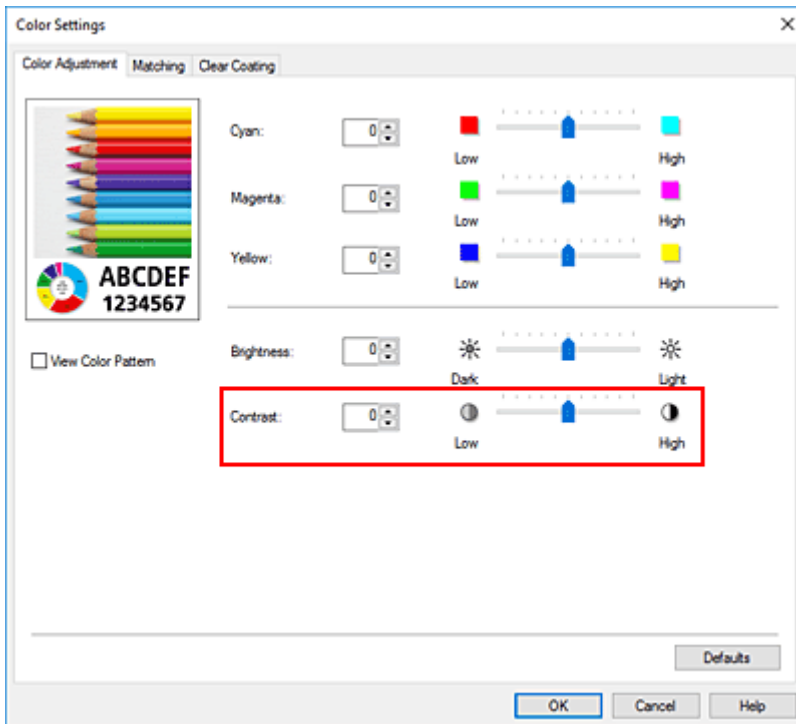 Color Settings
Color Adjustment Matching Clear Coating
Cyan: 0
Low High
Magenta: 0
Low High
Yellow: 0
Low High
ABCDEF
1234567
View Color Pattern
Brightness: 0
Dark Light
Contrast: 0
Low High
Defaults
OK Cancel Help